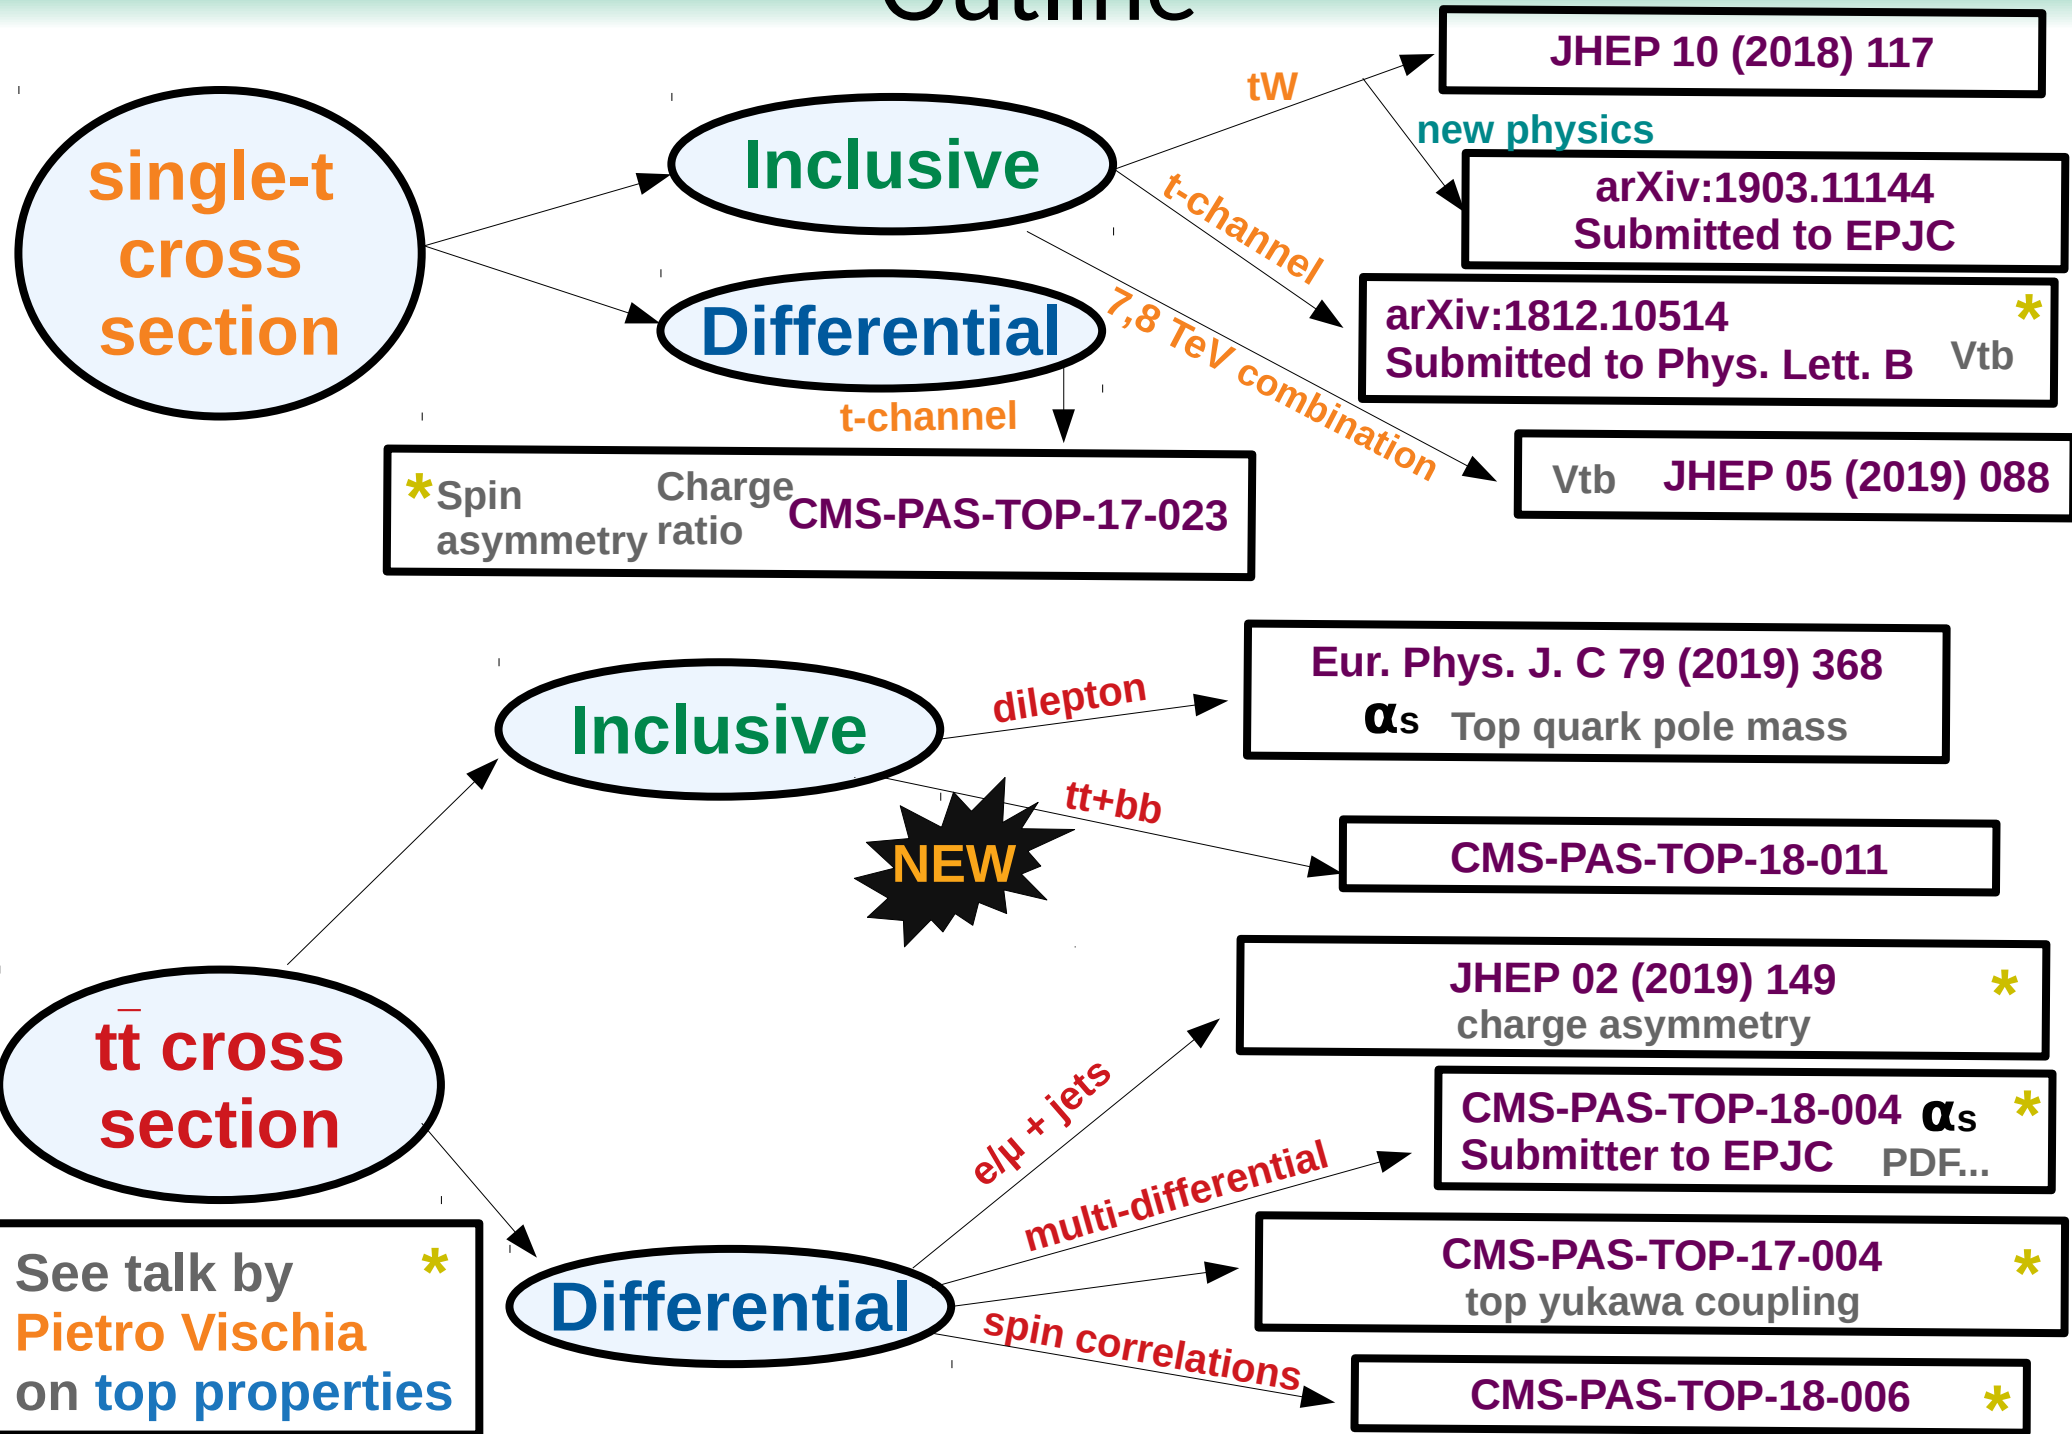 Outline
single-t
cross
section
Inclusive
Differential
tW
JHEP 10 (2018) 117
new physics
arXiv:1903.11144
Submitted to EPJC
t-channel
arXiv:1812.10514 *
Submitted to Phys. Lett. B Vtb
7,8 TeV combination
Vtb JHEP 05 (2019) 088
t-channel
* Spin asymmetry
Charge ratio
CMS-PAS-TOP-17-023
tt̅ cross
section
Inclusive
dilepton
Eur. Phys. J. C 79 (2019) 368
αs Top quark pole mass
tt+bb
NEW
CMS-PAS-TOP-18-011
Differential
e/μ + jets
JHEP 02 (2019) 149 *
charge asymmetry
multi-differential
CMS-PAS-TOP-18-004 αs *
Submitter to EPJC PDF...
CMS-PAS-TOP-17-004 *
top yukawa coupling
spin correlations
CMS-PAS-TOP-18-006 *
See talk by *
Pietro Vischia
on top properties